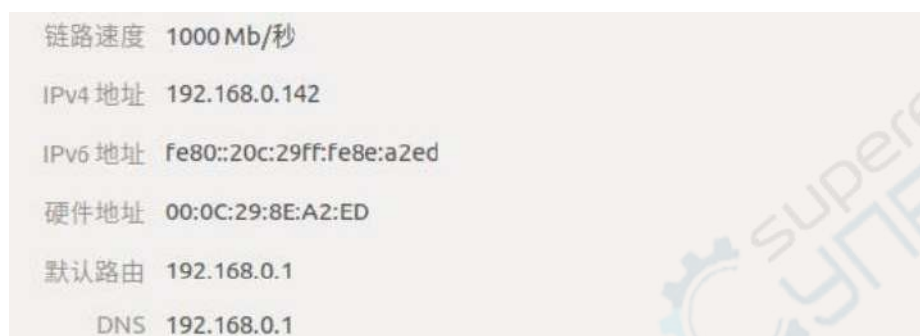 链路速度 1000 Mb/秒
IPv4 地址 192.168.0.142
IPv6 地址 fe80::20c:29ff:fe8e:a2ed
硬件地址 00:0C:29:8E:A2:ED
默认路由 192.168.0.1
DNS 192.168.0.1